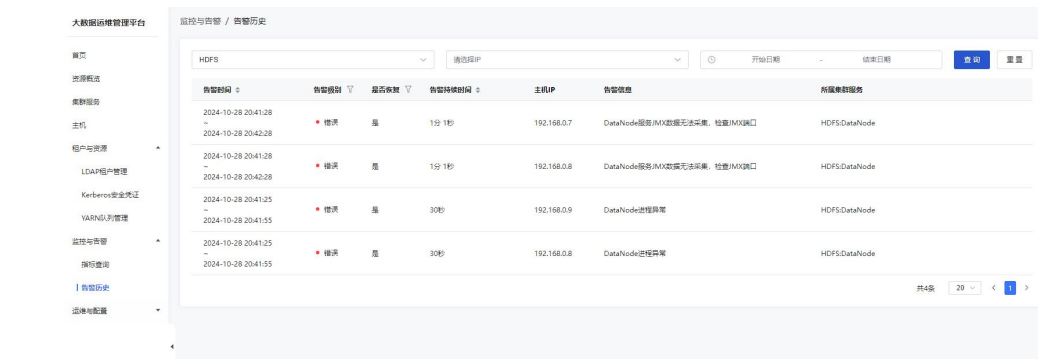 大数据运维管理平台
监控与告警 / 告警历史
首页
资源概览
集群服务
主机
租户与资源
LDAP租户管理
Kerberos安全凭证
YARN队列管理
监控与告警
指标查询
告警历史
运维与配置
HDFS 请选择IP 开始日期 - 结束日期 查询 重置
告警时间 告警级别 是否恢复 告警持续时间 主机IP 告警信息 所属集群服务
2024-10-28 20:41:28
~
2024-10-28 20:42:28
错误 是 1分 1秒 192.168.0.7 DataNode服务JMX数据无法采集，检查JMX端口 HDFS:DataNode
2024-10-28 20:41:28
~
2024-10-28 20:42:28
错误 是 1分 1秒 192.168.0.8 DataNode服务JMX数据无法采集，检查JMX端口 HDFS:DataNode
2024-10-28 20:41:25
~
2024-10-28 20:41:55
错误 是 30秒 192.168.0.9 DataNode进程异常 HDFS:DataNode
2024-10-28 20:41:25
~
2024-10-28 20:41:55
错误 是 30秒 192.168.0.8 DataNode进程异常 HDFS:DataNode
共4条 20 < 1 >